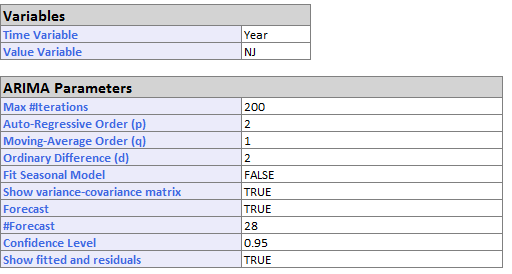 Variables
Time Variable Year
Value Variable NJ
ARIMA Parameters
Max #Iterations 200
Auto-Regressive Order (p) 2
Moving-Average Order (q) 1
Ordinary Difference (d) 2
Fit Seasonal Model FALSE
Show variance-covariance matrix TRUE
Forecast TRUE
#Forecast 28
Confidence Level 0.95
Show fitted and residuals TRUE